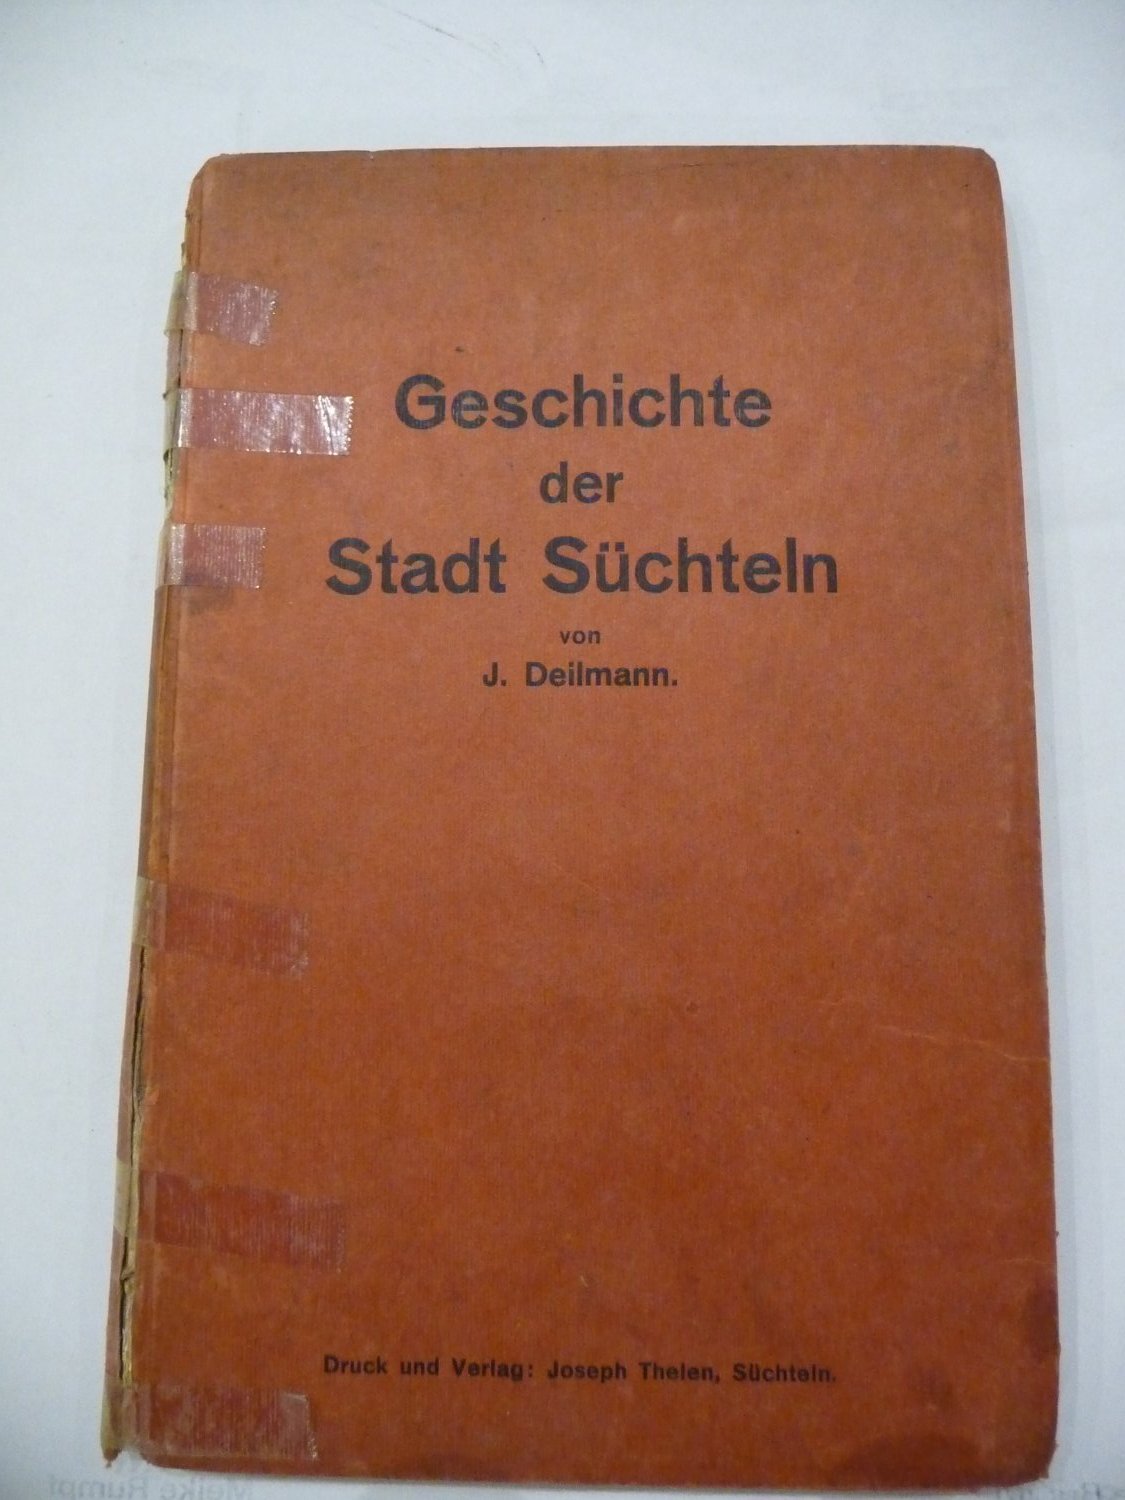 Geschichte
der
Stadt Süchteln
von
J. Deilmann.
Druck und Verlag: Joseph Thelen, Süchteln.